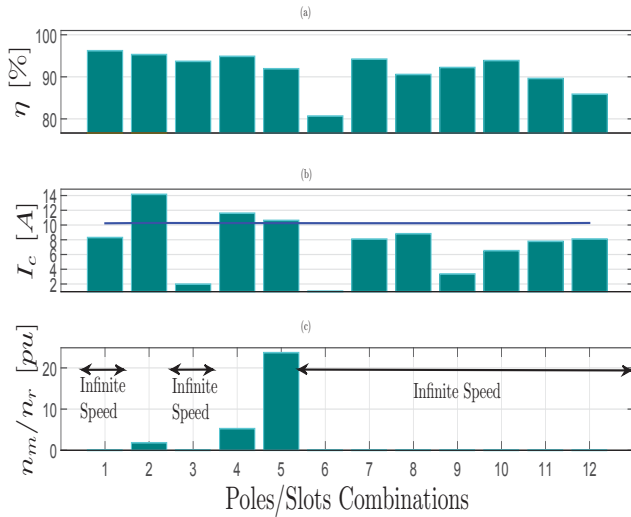 (a)
η [%]
100
90
80
(b)
I_c [A]
14
12
10
8
6
4
2
(c)
n_m/n_r [pu]
20
10
0
Infinite
Speed
Infinite
Speed
Infinite Speed
1 2 3 4 5 6 7 8 9 10 11 12
Poles/Slots Combinations